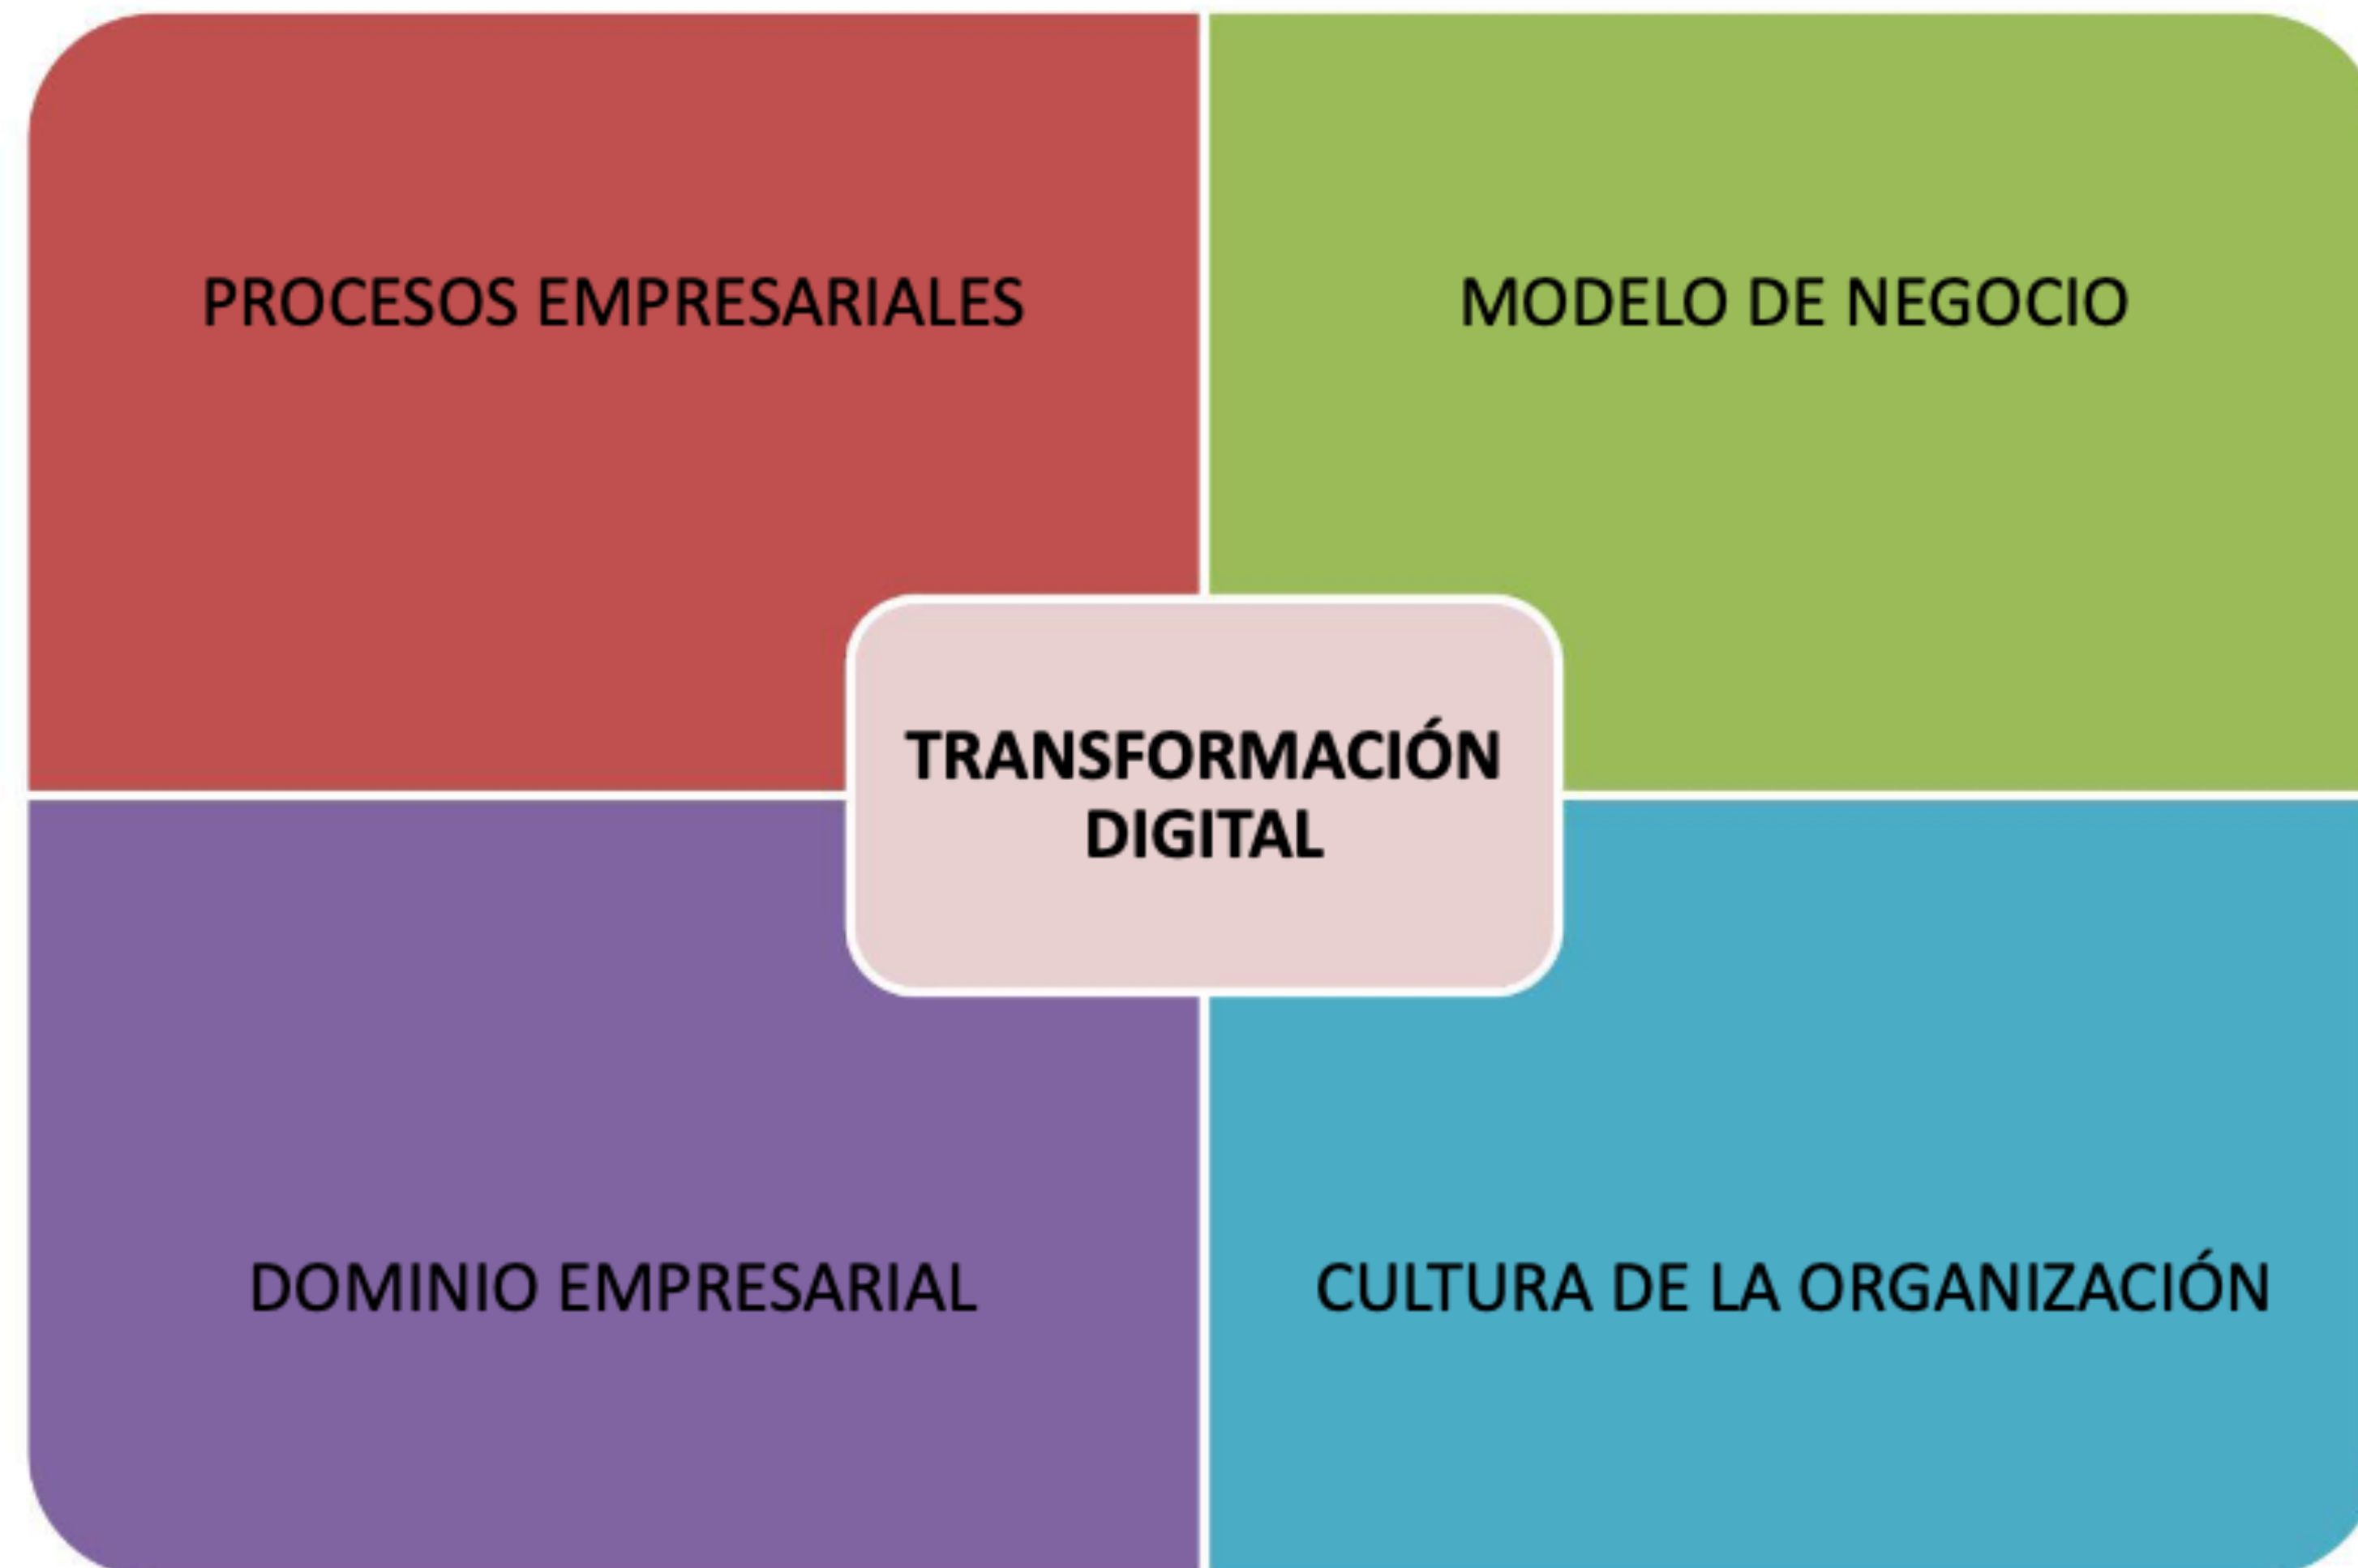 PROCESOS EMPRESARIALES
MODELO DE NEGOCIO
TRANSFORMACIÓN
DIGITAL
DOMINIO EMPRESARIAL
CULTURA DE LA ORGANIZACIÓN